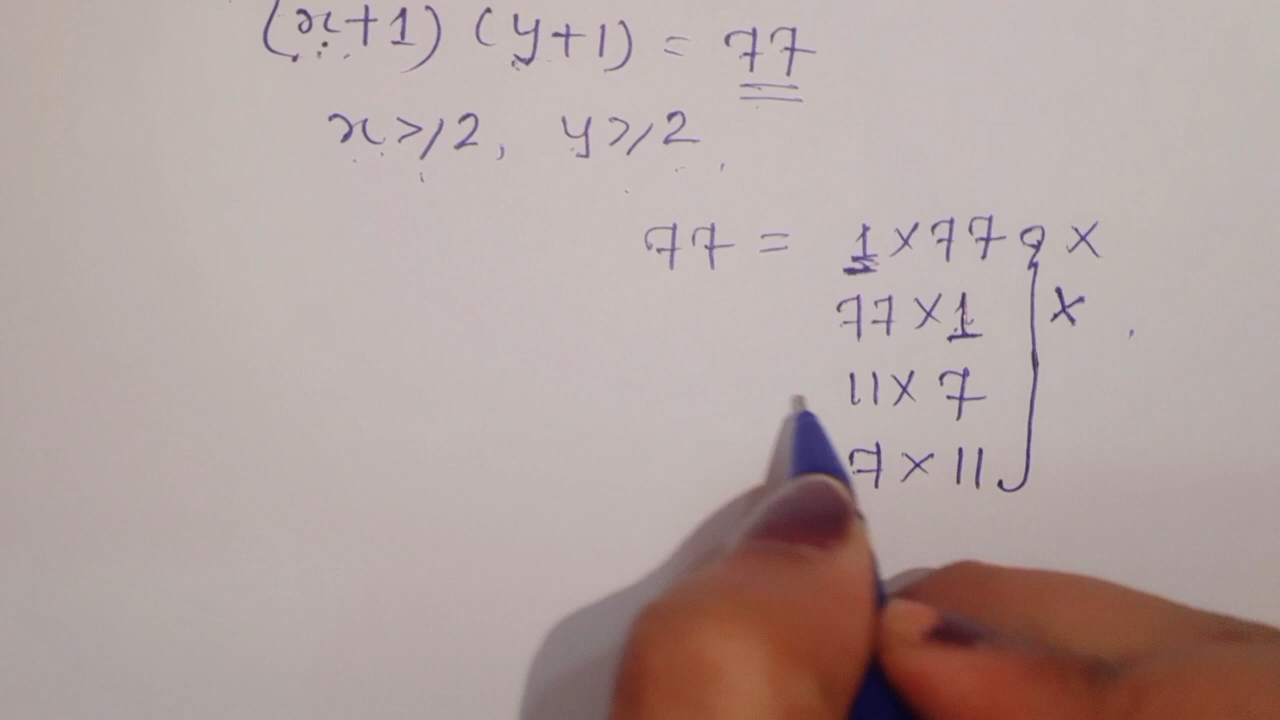 (x+1) (y+1) = 77
x ⩾ 2, y ⩾ 2,
77 = 1 × 77 ×
77 × 1 ×
11 × 7
7 × 11